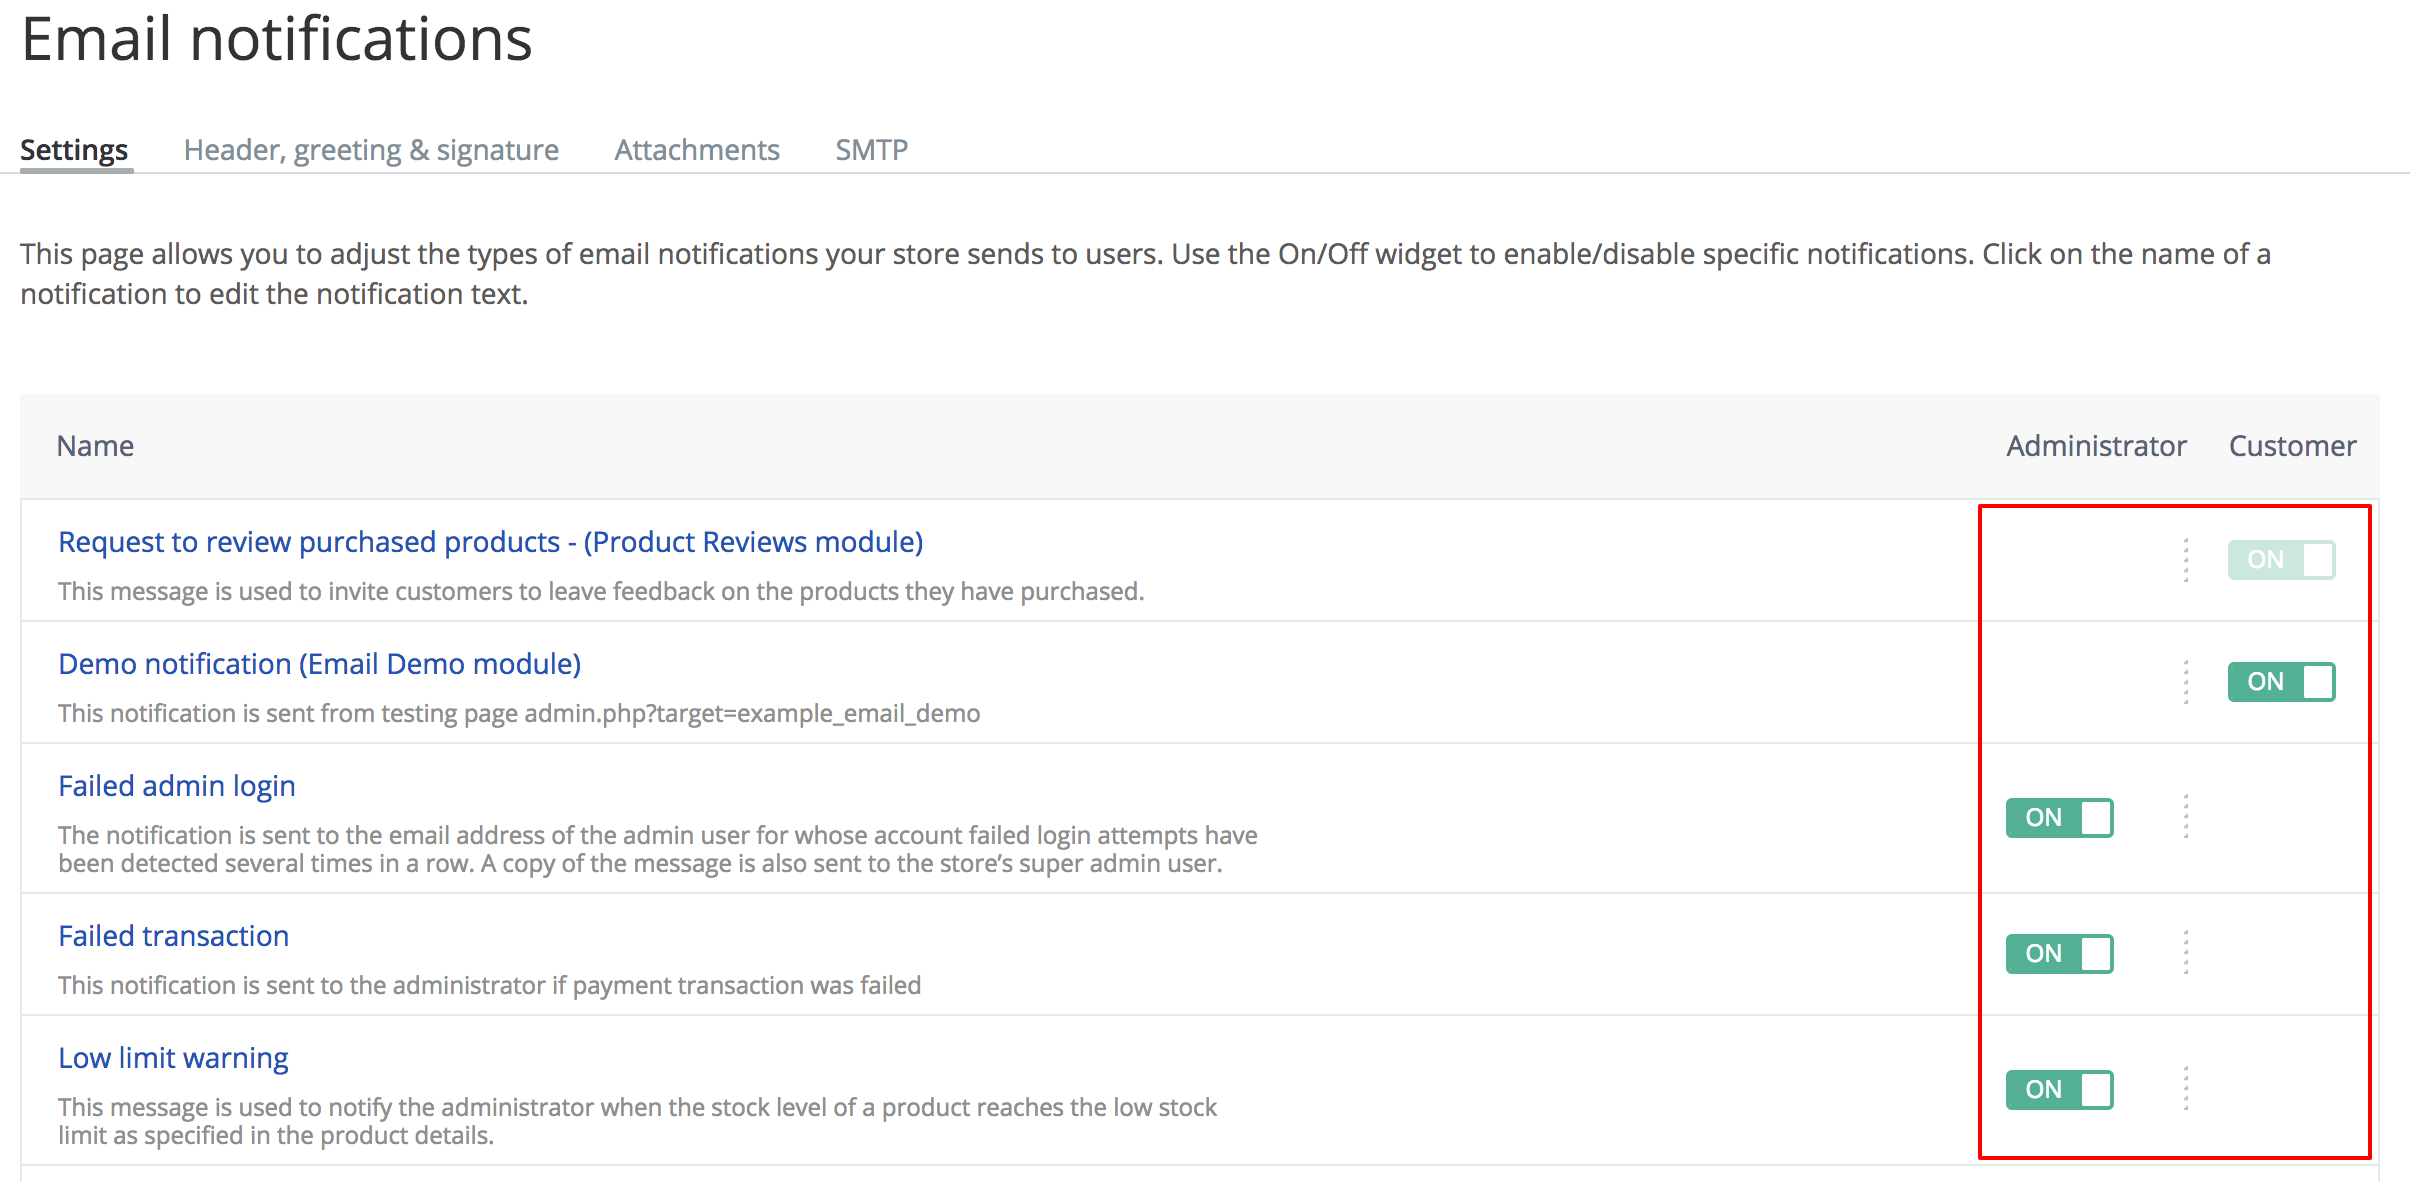 Email notifications
Settings Header, greeting & signature Attachments SMTP
This page allows you to adjust the types of email notifications your store sends to users. Use the On/Off widget to enable/disable specific notifications. Click on the name of a
notification to edit the notification text.
Name Administrator Customer
Request to review purchased products - (Product Reviews module)
ON
This message is used to invite customers to leave feedback on the products they have purchased.
Demo notification (Email Demo module)
ON
This notification is sent from testing page admin.php?target=example_email_demo
Failed admin login
ON
The notification is sent to the email address of the admin user for whose account failed login attempts have
been detected several times in a row. A copy of the message is also sent to the store’s super admin user.
Failed transaction
ON
This notification is sent to the administrator if payment transaction was failed
Low limit warning
ON
This message is used to notify the administrator when the stock level of a product reaches the low stock
limit as specified in the product details.